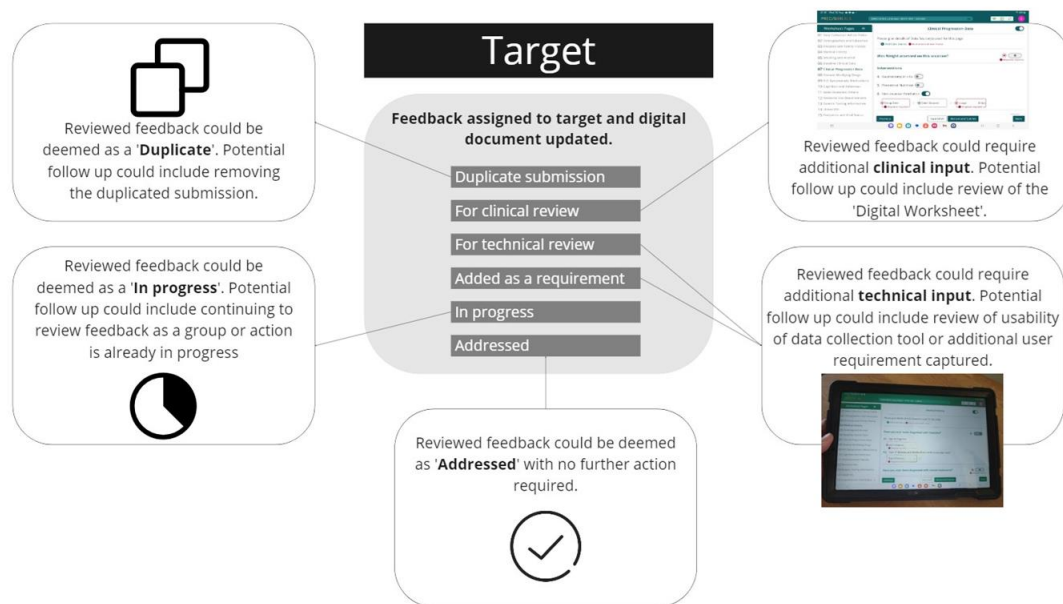 Target
Feedback assigned to target and digital
document updated.
Duplicate submission
For clinical review
For technical review
Added as a requirement
In progress
Addressed
Reviewed feedback could be
deemed as a 'Duplicate'. Potential
follow up could include removing
the duplicated submission.
Reviewed feedback could be
deemed as a 'In progress'. Potential
follow up could include continuing to
review feedback as a group or action
is already in progress
Reviewed feedback could be deemed
as 'Addressed' with no further action
required.
Clinical Progression Data
Reviewed feedback could require
additional clinical input. Potential
follow up could include review of the
'Digital Worksheet'.
Reviewed feedback could require
additional technical input. Potential
follow up could include review of usability
of data collection tool or additional user
requirement captured.